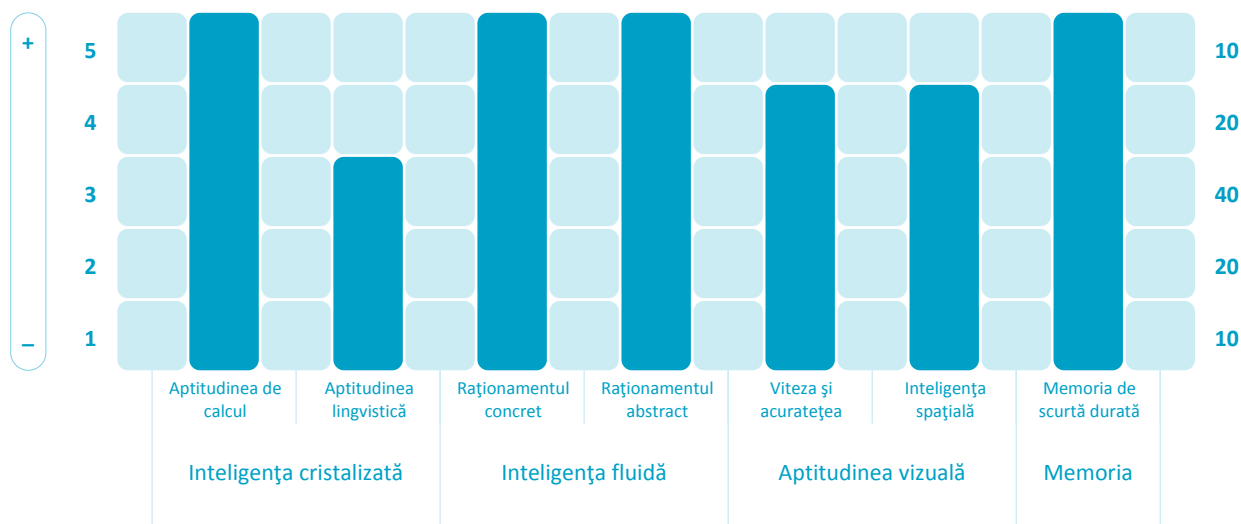 +
5
10
4
20
3
40
2
20
–
1
10
Aptitudinea de
calcul
Aptitudinea
lingvistică
Raţionamentul
concret
Raţionamentul
abstract
Viteza şi
acurateţea
Inteligenţa
spaţială
Memoria de
scurtă durată
Inteligenţa cristalizată
Inteligenţa fluidă
Aptitudinea vizuală
Memoria